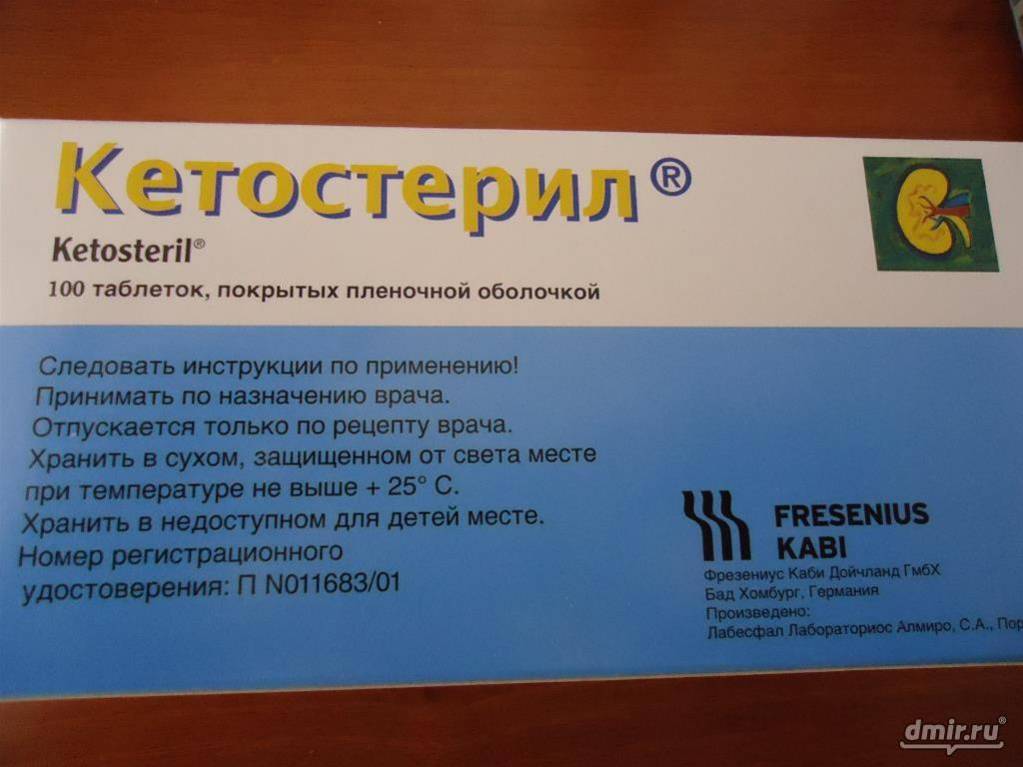 Кетостерил®
Ketosteril®
100 таблеток, покрытых пленочной оболочкой
Следовать инструкции по применению!
Принимать по назначению врача.
Отпускается только по рецепту врача.
Хранить в сухом, защищенном от света месте
при температуре не выше + 25° С.
Хранить в недоступном для детей месте.
Номер регистрационного
удостоверения: П N011683/01
FRESENIUS
KABI
Фрезениус Каби Дойчланд ГмбХ
Бад Хомбург, Германия
Произведено:
Лабесфал Лабораториос Алмиро, С.А., Пор
dmir.ru®